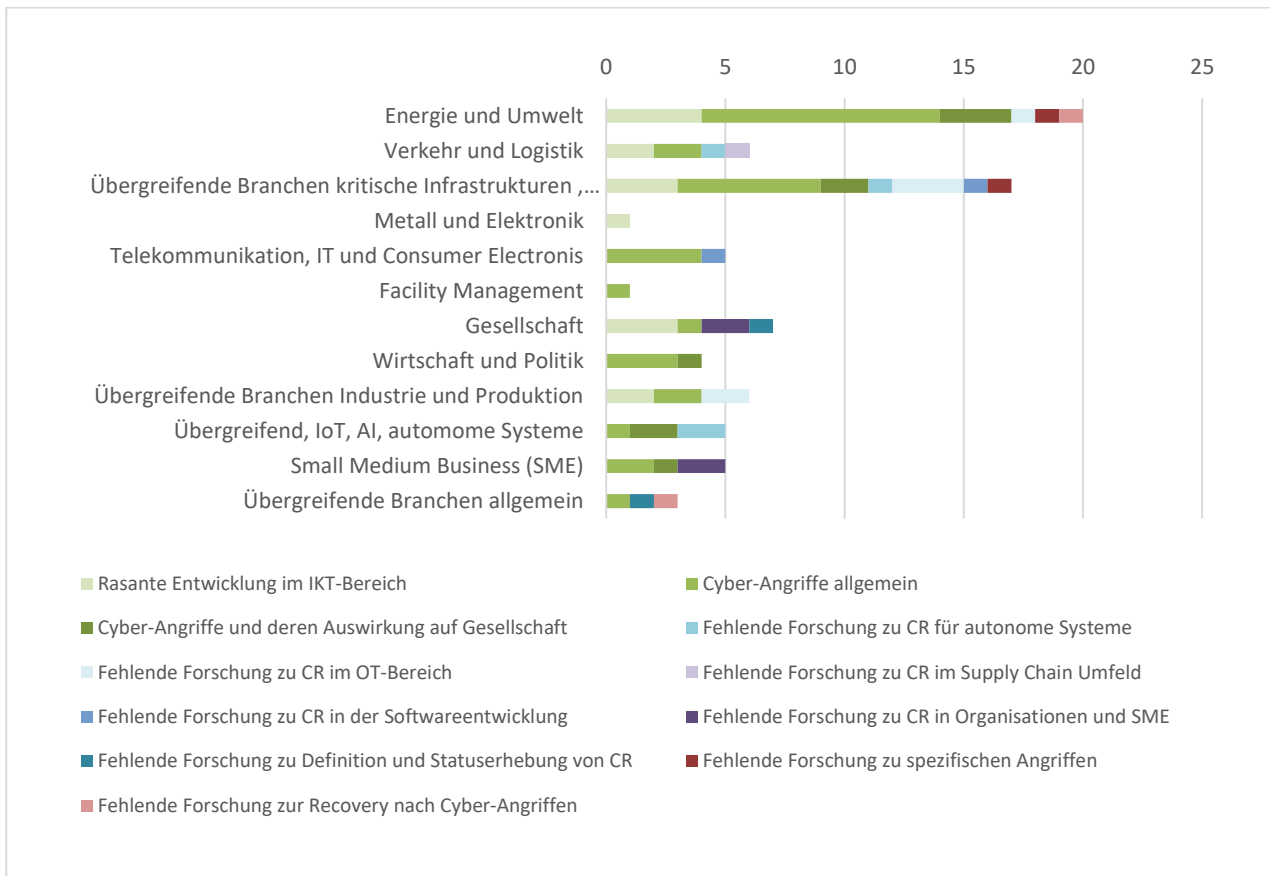 0 5 10 15 20 25
Energie und Umwelt
Verkehr und Logistik
Übergreifende Branchen kritische Infrastrukturen ,...
Metall und Elektronik
Telekommunikation, IT und Consumer Electronis
Facility Management
Gesellschaft
Wirtschaft und Politik
Übergreifende Branchen Industrie und Produktion
Übergreifend, IoT, AI, automome Systeme
Small Medium Business (SME)
Übergreifende Branchen allgemein
Rasante Entwicklung im IKT-Bereich
Cyber-Angriffe allgemein
Cyber-Angriffe und deren Auswirkung auf Gesellschaft
Fehlende Forschung zu CR für autonome Systeme
Fehlende Forschung zu CR im OT-Bereich
Fehlende Forschung zu CR im Supply Chain Umfeld
Fehlende Forschung zu CR in der Softwareentwicklung
Fehlende Forschung zu CR in Organisationen und SME
Fehlende Forschung zu Definition und Statuserhebung von CR
Fehlende Forschung zu spezifischen Angriffen
Fehlende Forschung zur Recovery nach Cyber-Angriffen